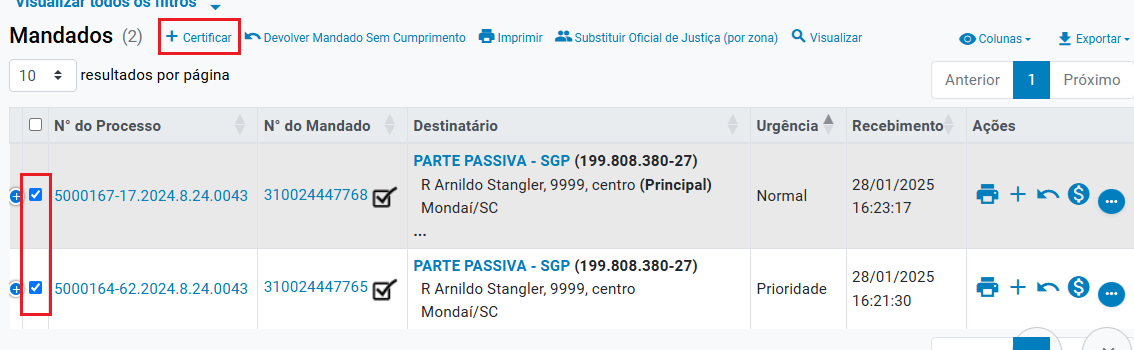 Visualizar todos os filtros
Mandados (2) Certificar Devolver Mandado Sem Cumprimento Imprimir Substituir Oficial de Justiça (por zona) Visualizar Colunas Exportar
10 resultados por página
Anterior 1 Próximo
N° do Processo N° do Mandado Destinatário Urgência Recebimento Ações
PARTE PASSIVA - SGP (199.808.380-27)
R Arnildo Stangler, 9999, centro (Principal)
5000167-17.2024.8.24.0043 310024447768 Mondaí/SC Normal 28/01/2025 16:23:17
...
PARTE PASSIVA - SGP (199.808.380-27)
R Arnildo Stangler, 9999, centro
5000164-62.2024.8.24.0043 310024447765 Mondaí/SC Prioridade 28/01/2025 16:21:30